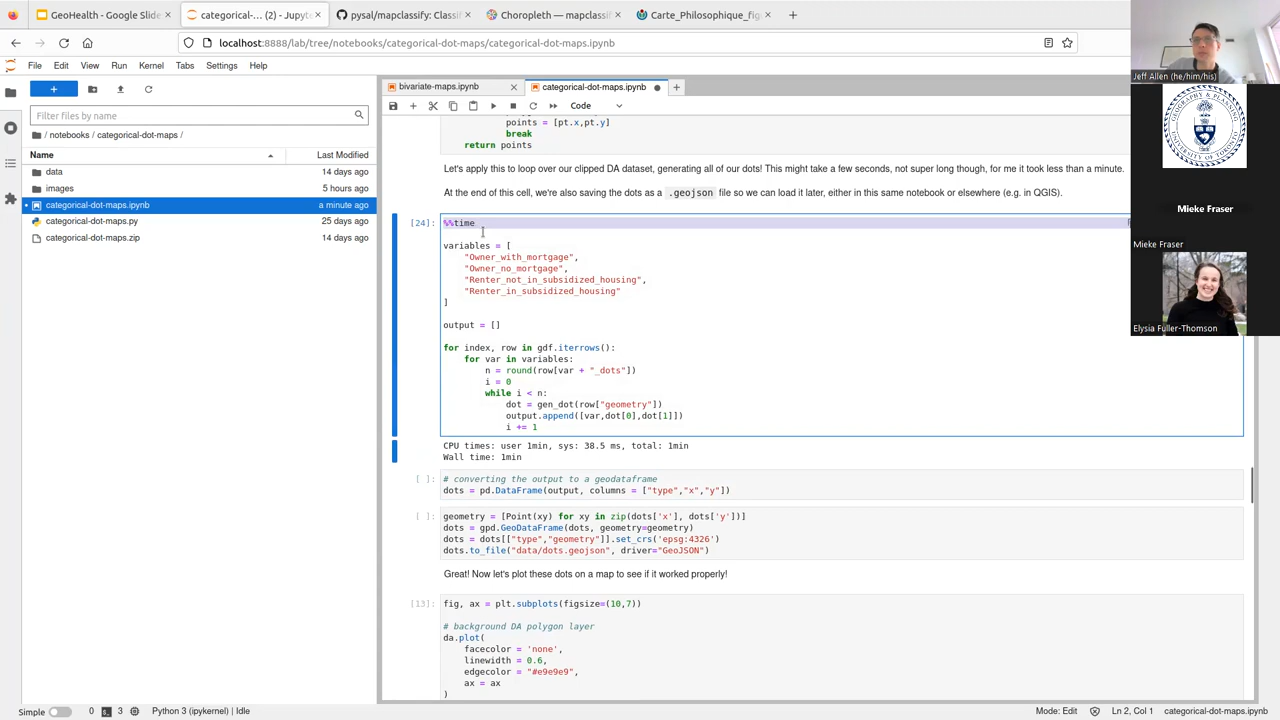 GeoHealth - Google Slide
categorical-… (2) - Jupyte
pysal/mapclassify: Classifi
Choropleth — mapclassif
Carte_Philosophique_fig
localhost:8888/lab/tree/notebooks/categorical-dot-maps/categorical-dot-maps.ipynb
File Edit View Run Kernel Tabs Settings Help
Filter files by name
/ notebooks / categorical-dot-maps /
Name Last Modified
data 14 days ago
images 5 hours ago
categorical-dot-maps.ipynb a minute ago
categorical-dot-maps.py 25 days ago
categorical-dot-maps.zip 14 days ago
bivariate-maps.ipynb
categorical-dot-maps.ipynb
Code
points = [pt.x,pt.y]
break
return points
Let's apply this to loop over our clipped DA dataset, generating all of our dots! This might take a few seconds, not super long though, for me it took less than a minute.
At the end of this cell, we're also saving the dots as a .geojson file so we can load it later, either in this same notebook or elsewhere (e.g. in QGIS).
[24]: %%time
variables = [
"Owner_with_mortgage",
"Owner_no_mortgage",
"Renter_not_in_subsidized_housing",
"Renter_in_subsidized_housing"
]
output = []
for index, row in gdf.iterrows():
for var in variables:
n = round(row[var + "_dots"])
i = 0
while i < n:
dot = gen_dot(row["geometry"])
output.append([var,dot[0],dot[1]])
i += 1
CPU times: user 1min, sys: 38.5 ms, total: 1min
Wall time: 1min
[ ]: # converting the output to a geodataframe
dots = pd.DataFrame(output, columns = ["type","x","y"])
[ ]: geometry = [Point(xy) for xy in zip(dots['x'], dots['y'])]
dots = gpd.GeoDataFrame(dots, geometry=geometry)
dots = dots[["type","geometry"]].set_crs('epsg:4326')
dots.to_file("data/dots.geojson", driver="GeoJSON")
Great! Now let's plot these dots on a map to see if it worked properly!
[13]: fig, ax = plt.subplots(figsize=(10,7))
# background DA polygon layer
da.plot(
facecolor = 'none',
linewidth = 0.6,
edgecolor = "#e9e9e9",
ax = ax
)
Simple 0 3 Python 3 (ipykernel) | Idle
Mode: Edit Ln 2, Col 1 categorical-dot-maps.ipynb
Jeff Allen (he/him/his)
Mieke Fraser
Mieke Fraser
Elysia Fuller-Thomson